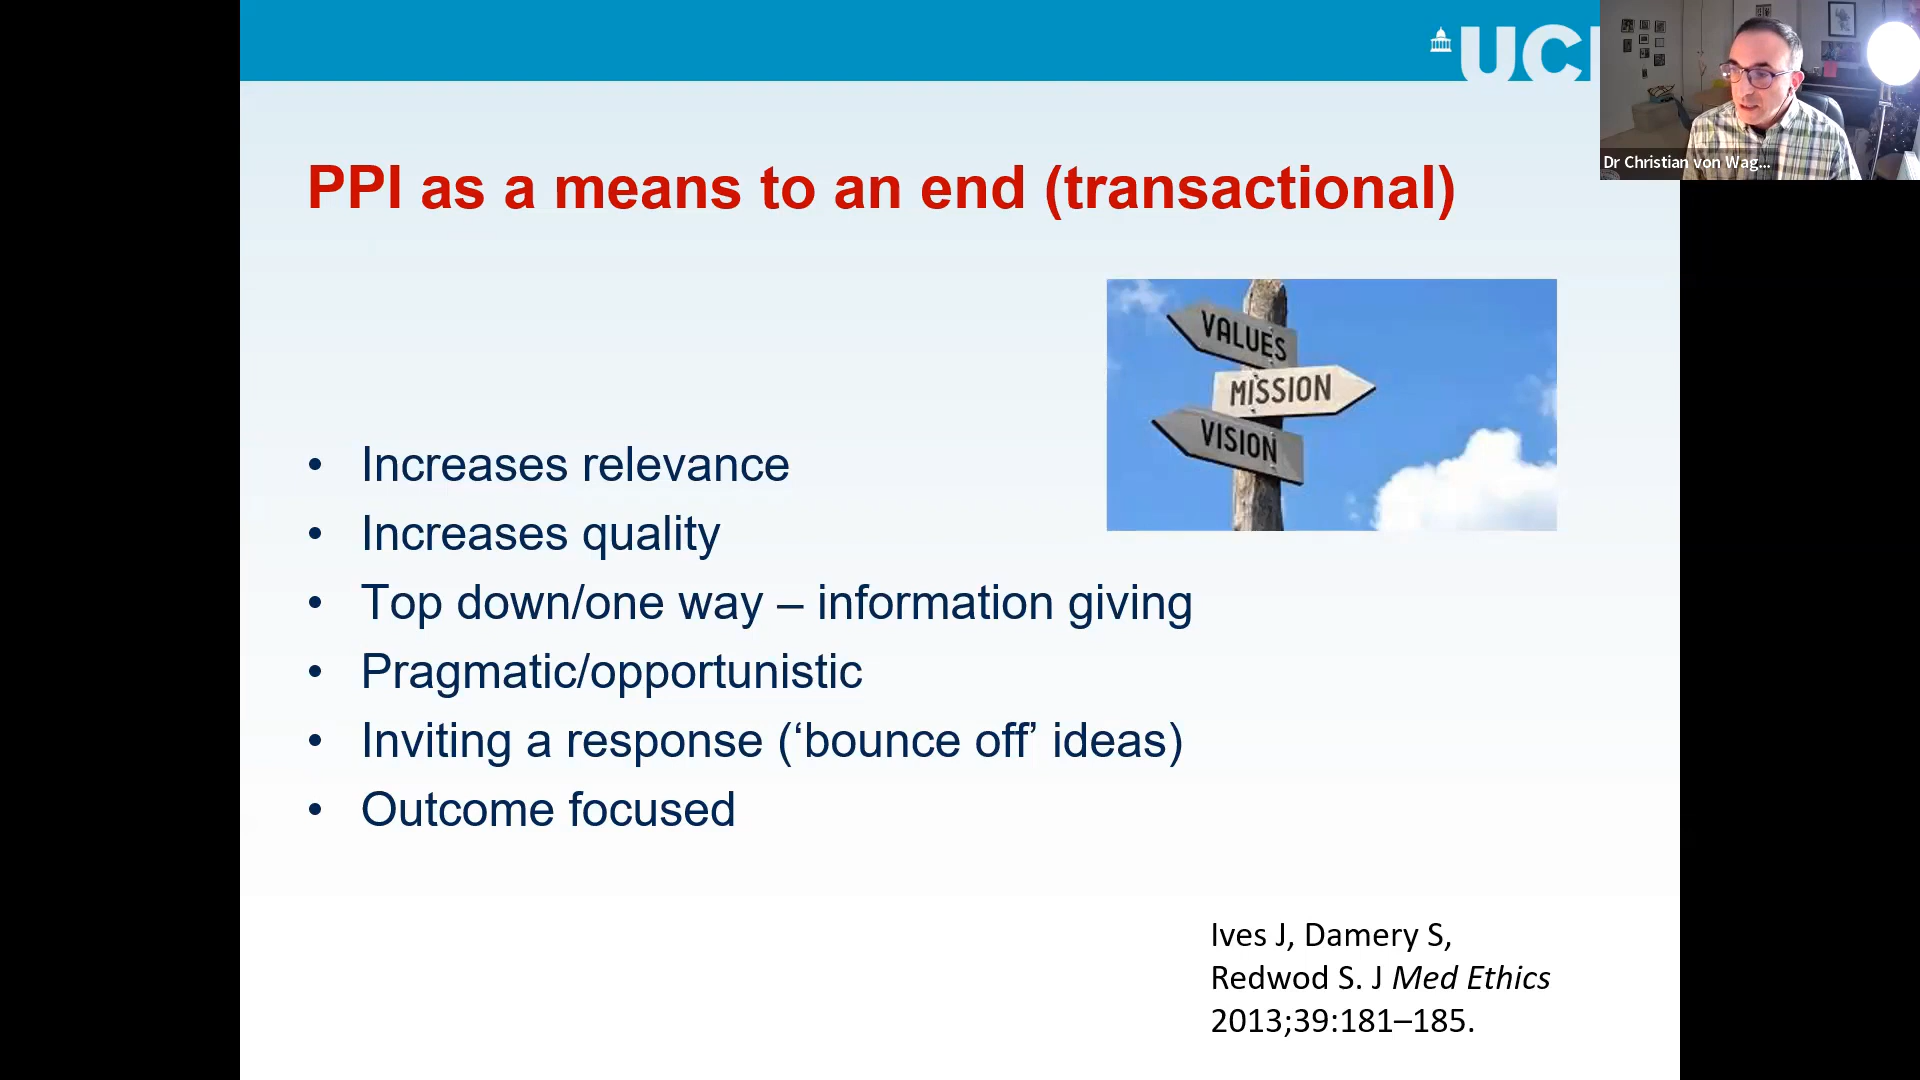 UCL
Dr Christian von Wag...
PPI as a means to an end (transactional)
VALUES
MISSION
VISION
• Increases relevance
• Increases quality
• Top down/one way – information giving
• Pragmatic/opportunistic
• Inviting a response (‘bounce off’ ideas)
• Outcome focused
Ives J, Damery S,
Redwod S. J Med Ethics
2013;39:181–185.